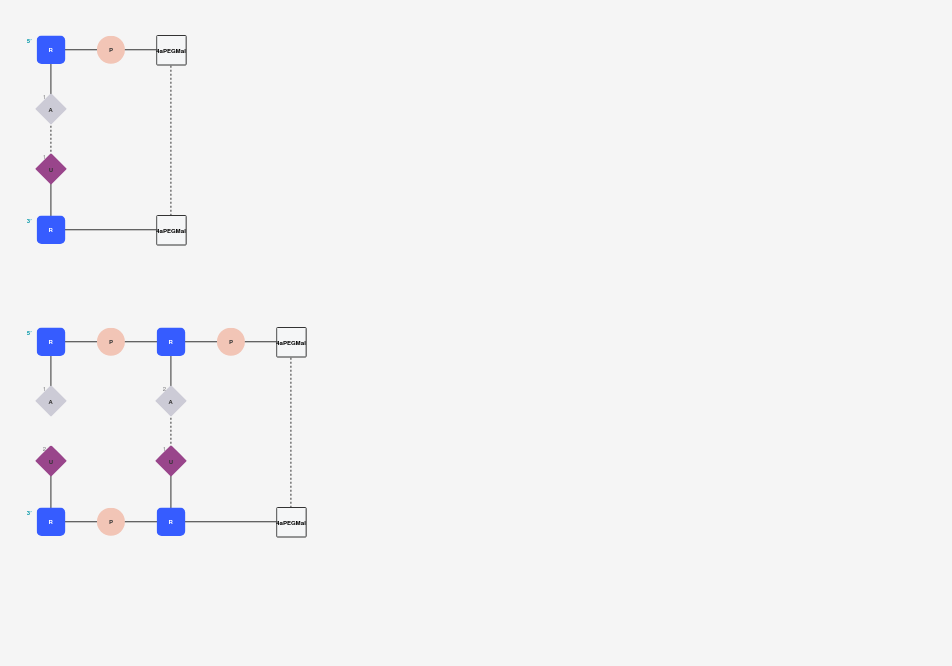 5' R P 4aPEGMal
1
A
1
U
3' R 4aPEGMal
5' R P R P 4aPEGMal
1 2
A A
2 1
U U
3' R P R 4aPEGMal